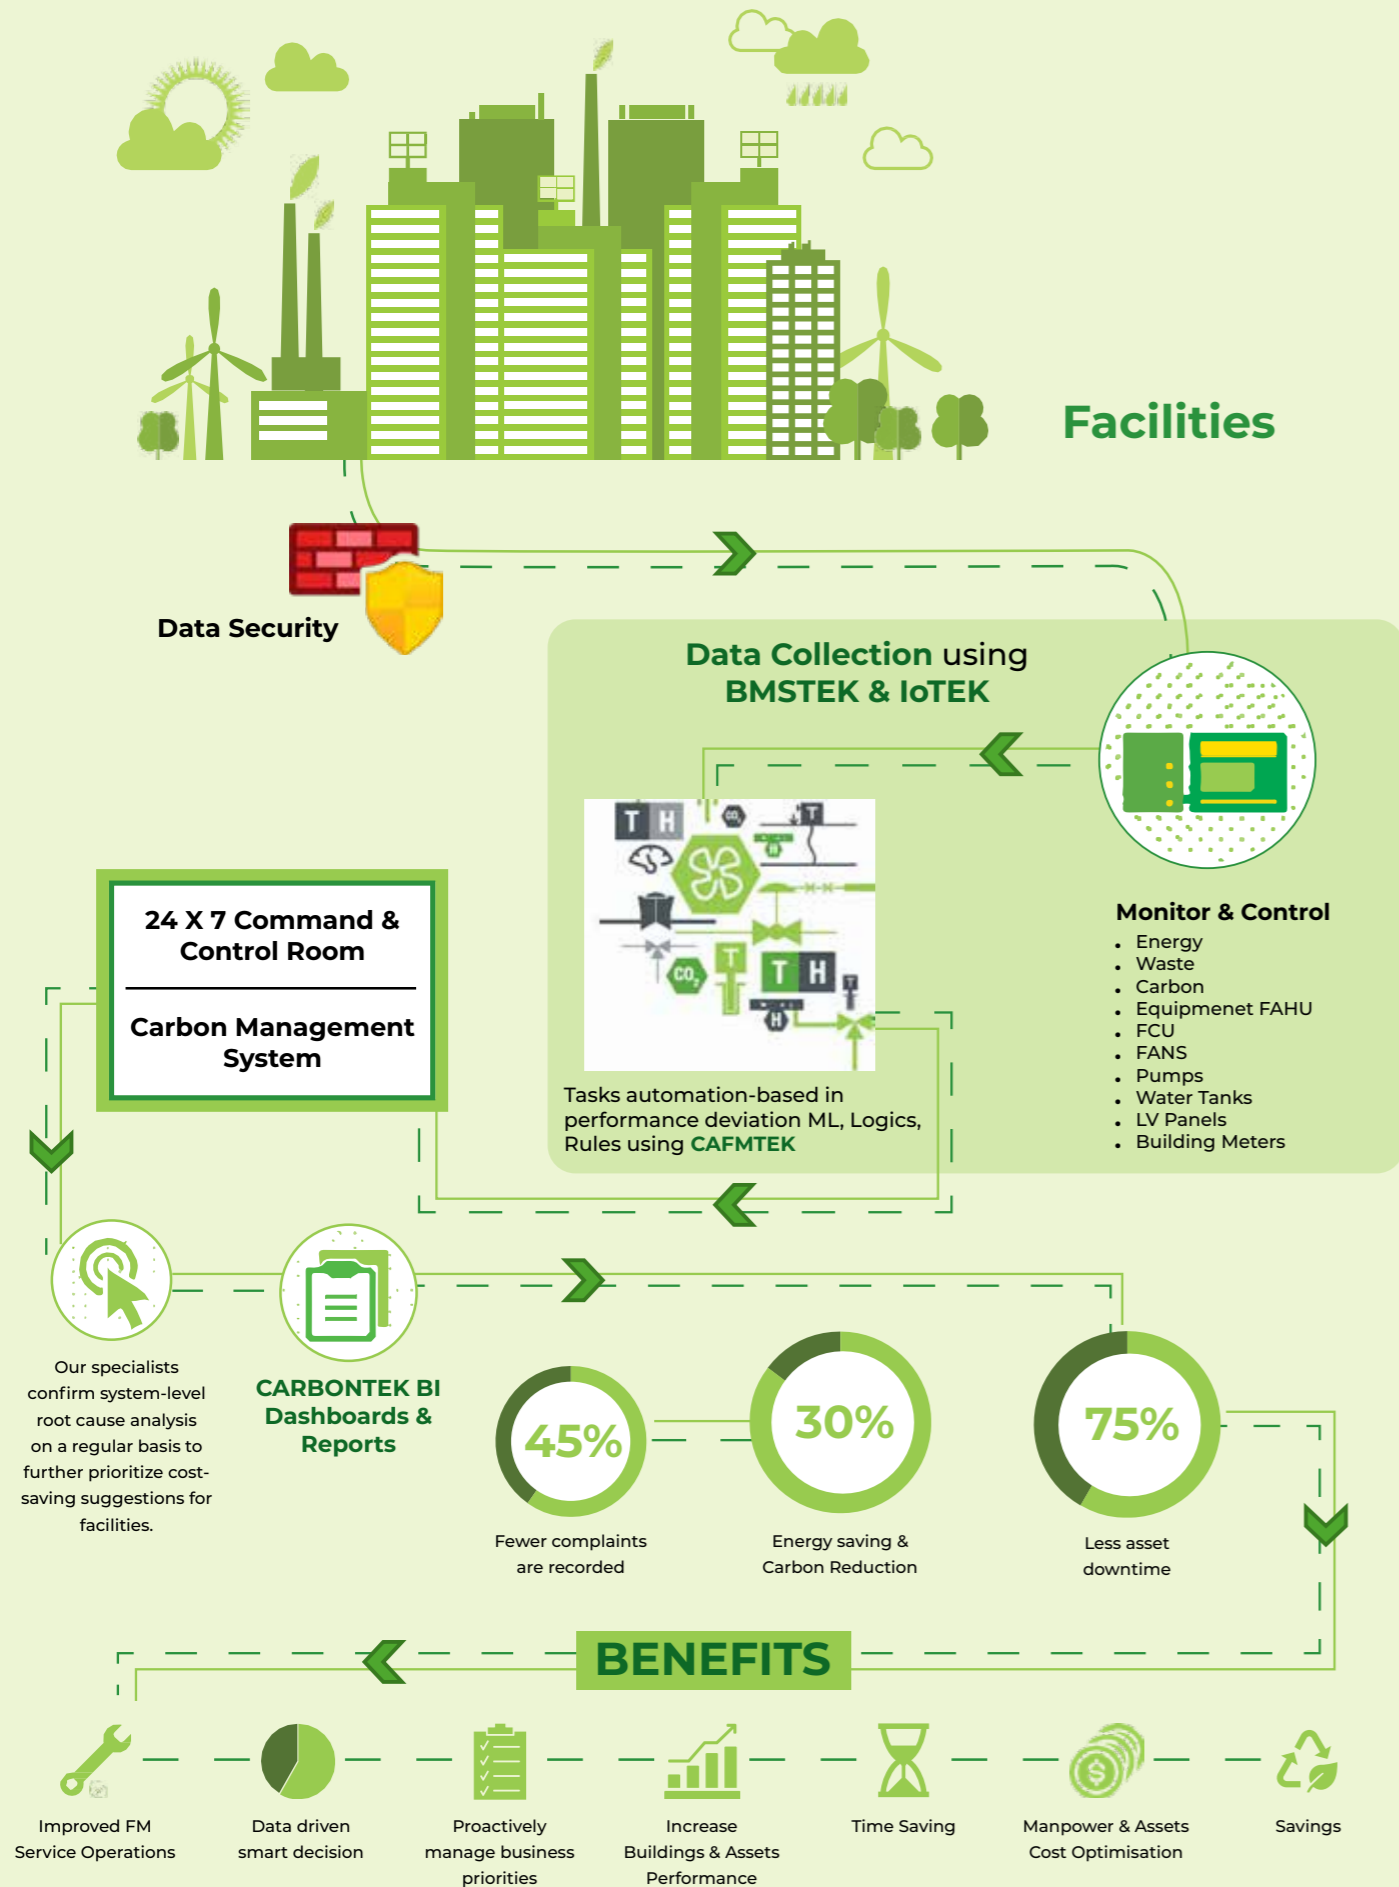 Facilities
Data Security
Data Collection using
BMSTEK & IoTEK
T H
CO₂
T
H
T
CO₂
T H
T
H
Monitor & Control
• Energy
• Waste
• Carbon
• Equipmenet FAHU
• FCU
• FANS
• Pumps
• Water Tanks
• LV Panels
• Building Meters
Tasks automation-based in
performance deviation ML, Logics,
Rules using CAFMTEK
24 X 7 Command &
Control Room
Carbon Management
System
Our specialists
confirm system-level
root cause analysis
on a regular basis to
further prioritize cost-
saving suggestions for
facilities.
CARBONTEK BI
Dashboards &
Reports
45%
Fewer complaints
are recorded
30%
Energy saving &
Carbon Reduction
75%
Less asset
downtime
BENEFITS
Improved FM
Service Operations
Data driven
smart decision
Proactively
manage business
priorities
Increase
Buildings & Assets
Performance
Time Saving
$
Manpower & Assets
Cost Optimisation
Savings